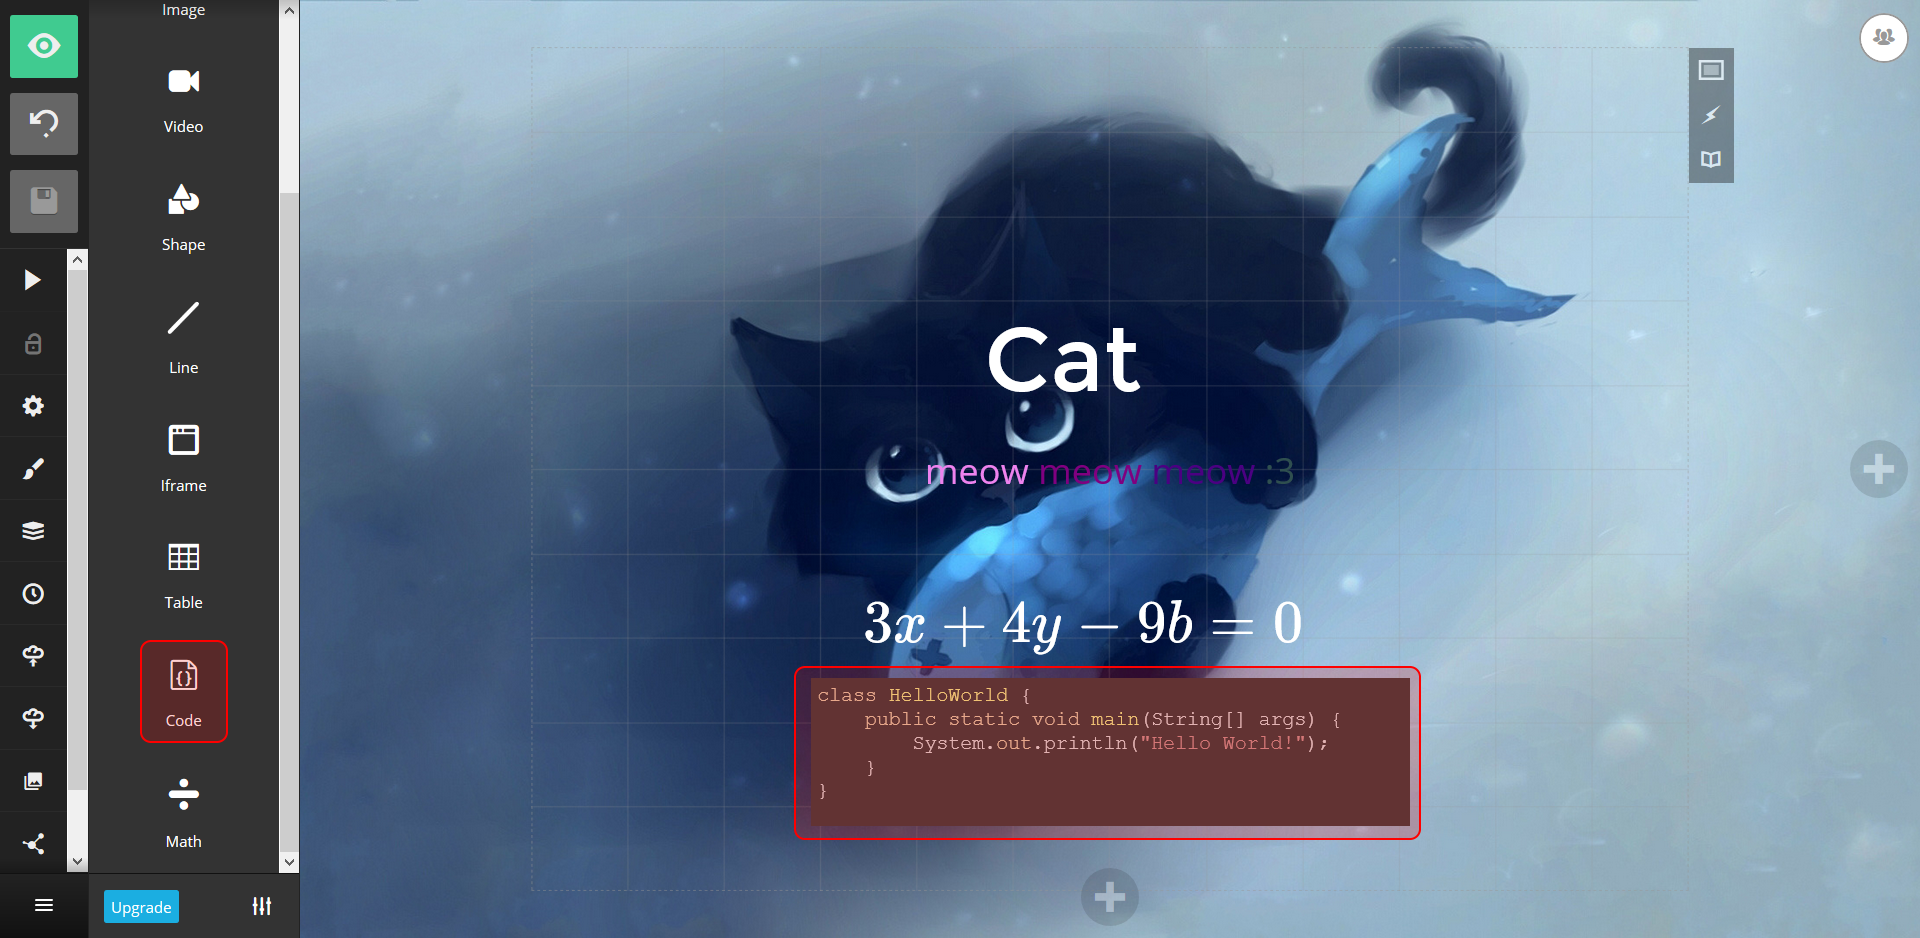 Image
Video
Shape
Line
Iframe
Table
Code
Math
Upgrade
Cat
meow meow meow :3
3x + 4y − 9b = 0
class HelloWorld {
    public static void main(String[] args) {
        System.out.println("Hello World!");
    }
}